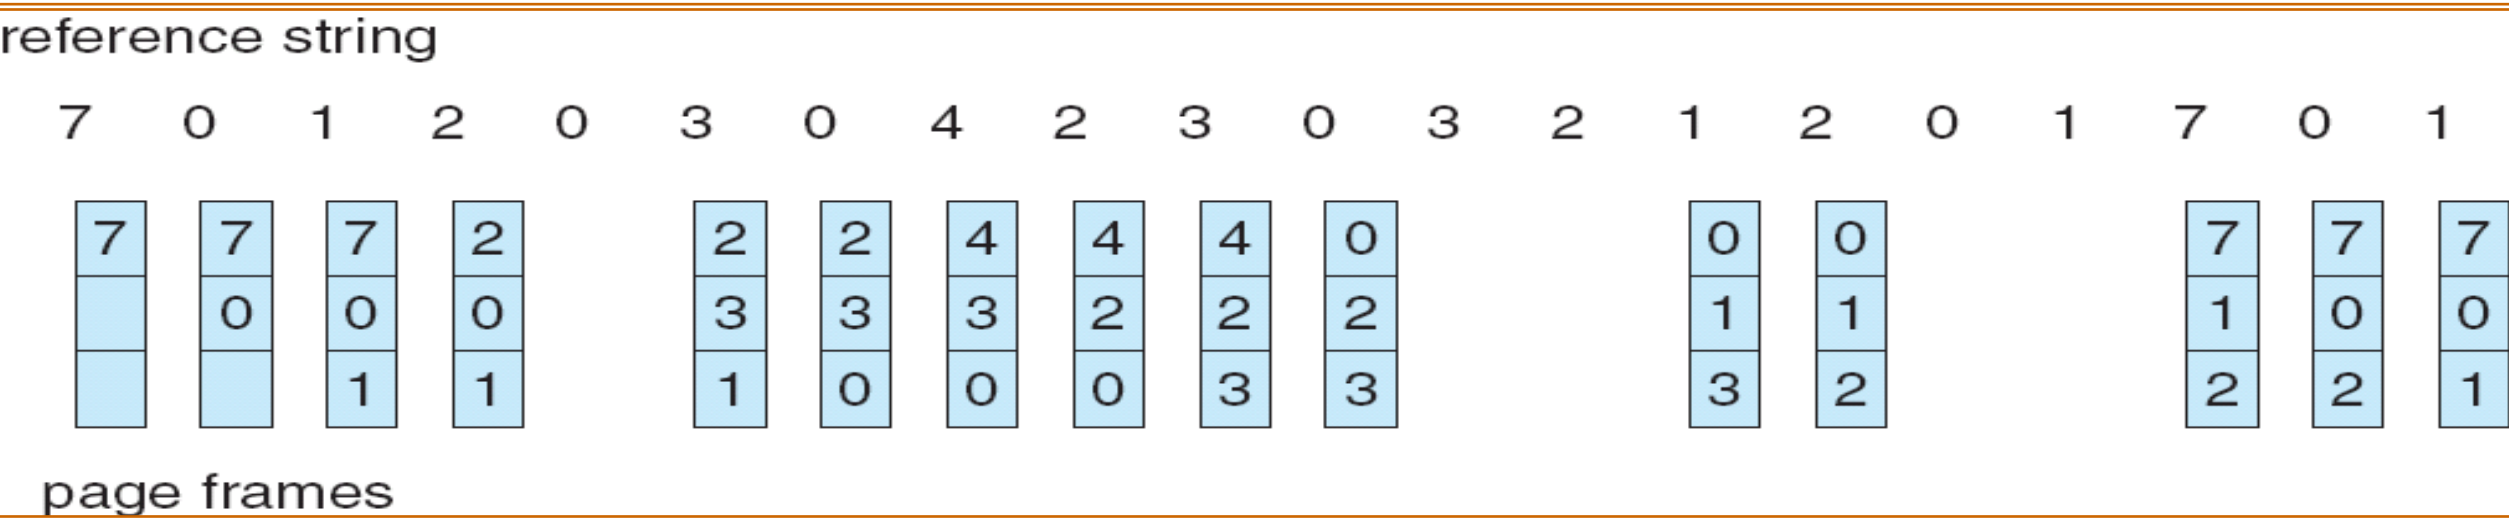 reference string
7 0 1 2 0 3 0 4 2 3 0 3 2 1 2 0 1 7 0 1
7 7 7 2 2 2 4 4 4 0 0 0 7 7 7
0 0 0 3 3 3 2 2 2 1 1 1 0 0
1 1 1 0 0 0 3 3 3 2 2 2 1
page frames